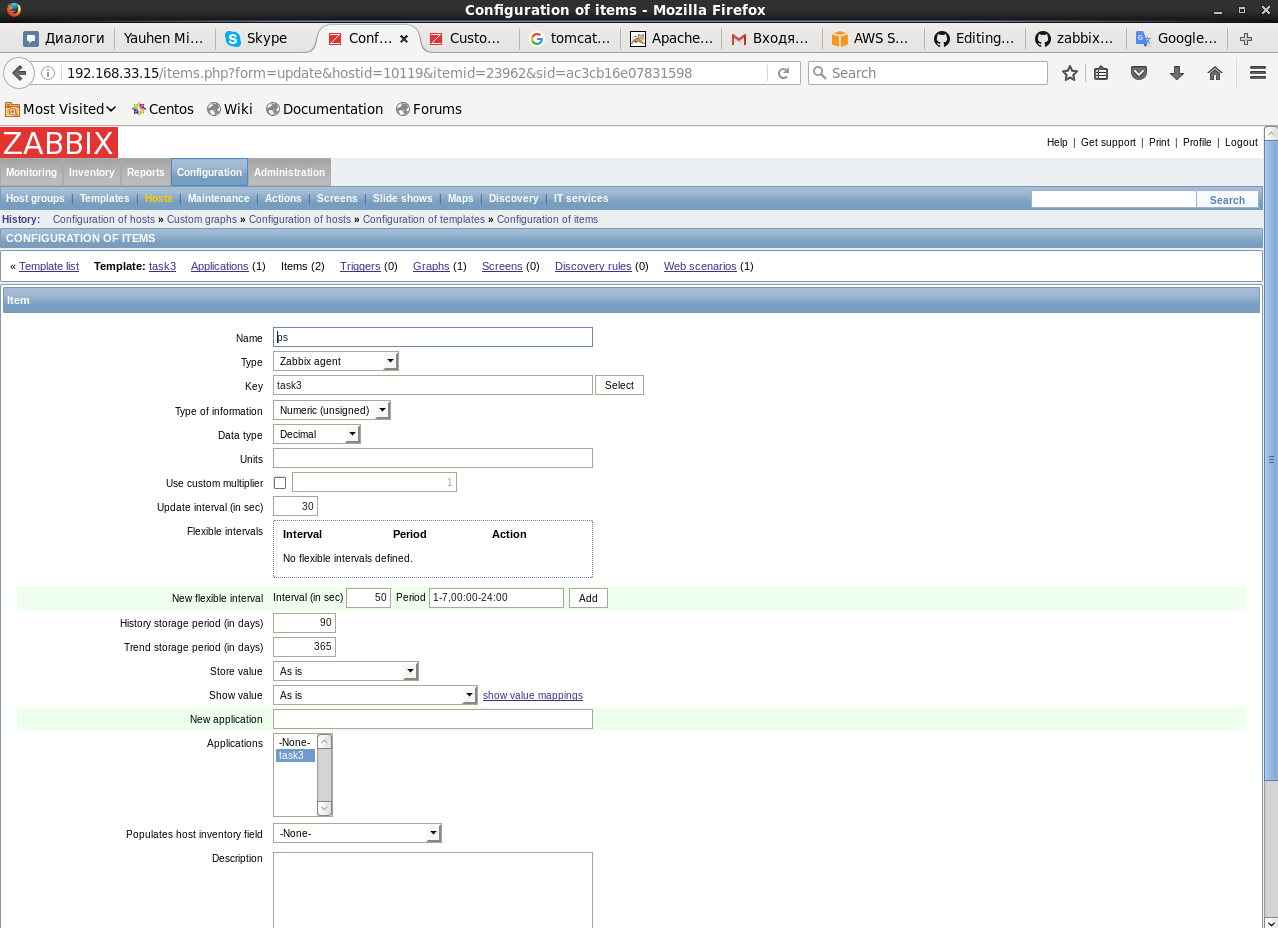 Configuration of items - Mozilla Firefox
Диалоги Yauhen Mi... Skype Conf... Custo... tomcat... Apache... Входя... AWS S... Editing... zabbix... Google...
192.168.33.15/items.php?form=update&hostid=10119&itemid=23962&sid=ac3cb16e07831598 Search
Most Visited Centos Wiki Documentation Forums
ZABBIX
Help | Get support | Print | Profile | Logout
Monitoring Inventory Reports Configuration Administration
Host groups | Templates | Hosts | Maintenance | Actions | Screens | Slide shows | Maps | Discovery | IT services Search
History: Configuration of hosts » Custom graphs » Configuration of hosts » Configuration of templates » Configuration of items
CONFIGURATION OF ITEMS
« Template list Template: task3 Applications (1) Items (2) Triggers (0) Graphs (1) Screens (0) Discovery rules (0) Web scenarios (1)
Item
Name ps
Type Zabbix agent
Key task3 Select
Type of information Numeric (unsigned)
Data type Decimal
Units
Use custom multiplier 1
Update interval (in sec) 30
Flexible intervals Interval Period Action
No flexible intervals defined.
New flexible interval Interval (in sec) 50 Period 1-7,00:00-24:00 Add
History storage period (in days) 90
Trend storage period (in days) 365
Store value As is
Show value As is show value mappings
New application
Applications -None-
task3
Populates host inventory field -None-
Description